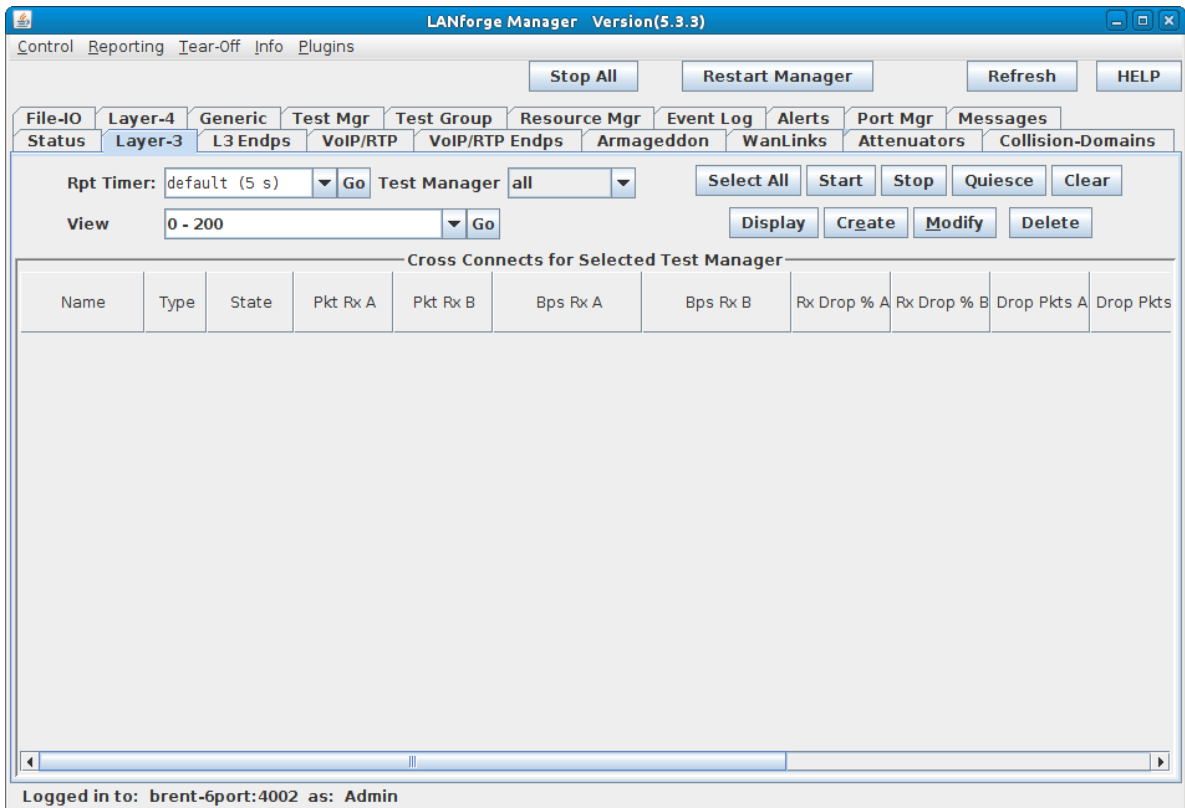 LANforge Manager Version(5.3.3)
Control Reporting Tear-Off Info Plugins
Stop All Restart Manager Refresh HELP
File-IO Layer-4 Generic Test Mgr Test Group Resource Mgr Event Log Alerts Port Mgr Messages
Status Layer-3 L3 Endps VoIP/RTP VoIP/RTP Endps Armageddon WanLinks Attenuators Collision-Domains
Rpt Timer: default (5 s) Go Test Manager all Select All Start Stop Quiesce Clear
View 0 - 200 Go Display Create Modify Delete
Cross Connects for Selected Test Manager
Name Type State Pkt Rx A Pkt Rx B Bps Rx A Bps Rx B Rx Drop % A Rx Drop % B Drop Pkts A Drop Pkts
Logged in to: brent-6port:4002 as: Admin